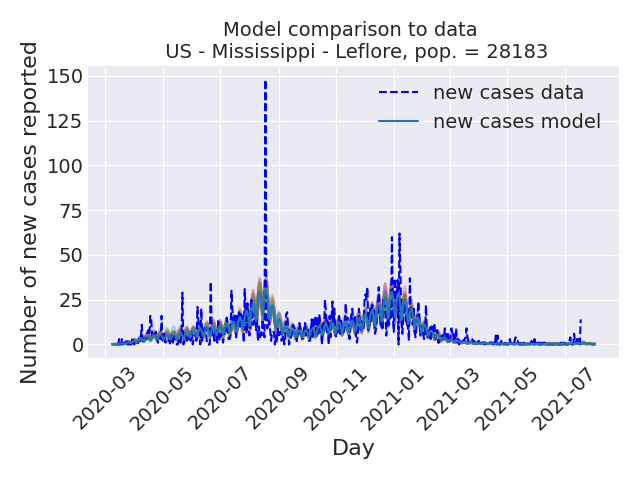 Model comparison to data
US - Mississippi - Leflore, pop. = 28183
Number of new cases reported
150
125
100
75
50
25
0
new cases data
new cases model
2020-03
2020-05
2020-07
2020-09
2020-11
2021-01
2021-03
2021-05
2021-07
Day